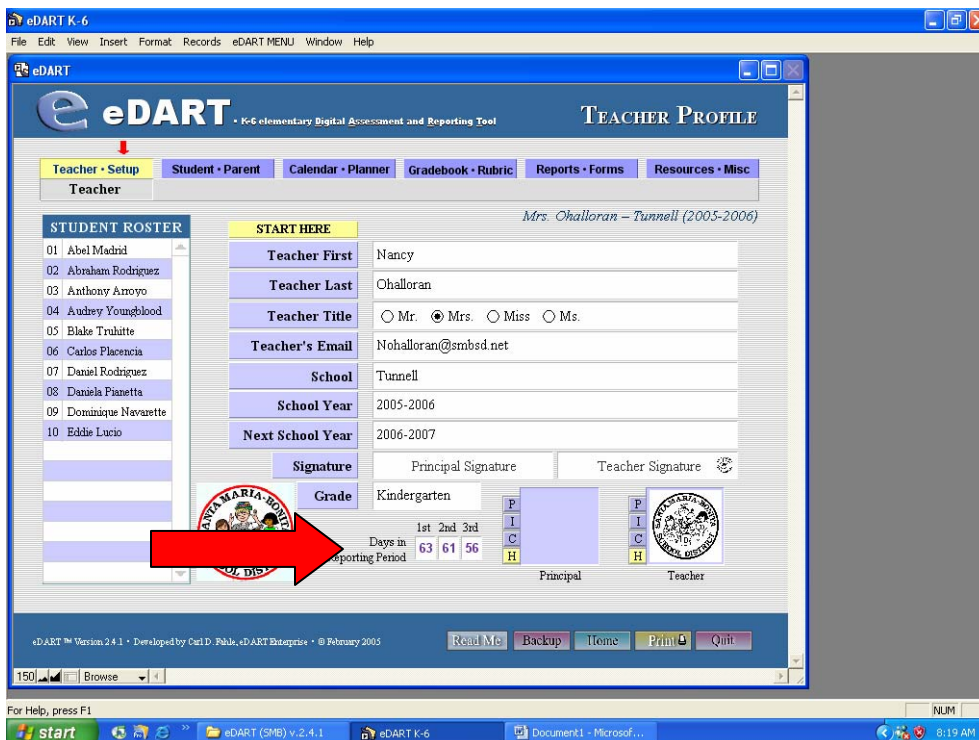 eDART K-6
File Edit View Insert Format Records eDART MENU Window Help
eDART
e eDART • K-6 elementary Digital Assessment and Reporting Tool
TEACHER PROFILE
Teacher • Setup Student • Parent Calendar • Planner Gradebook • Rubric Reports • Forms Resources • Misc
Teacher
Mrs. Ohalloran – Tunnell (2005-2006)
STUDENT ROSTER
01 Abel Madrid
02 Abraham Rodriguez
03 Anthony Arroyo
04 Audrey Youngblood
05 Blake Truhitte
06 Carlos Placencia
07 Daniel Rodriguez
08 Daniela Pianetta
09 Dominique Navarette
10 Eddie Lucio
START HERE
Teacher First Nancy
Teacher Last Ohalloran
Teacher Title Mr. Mrs. Miss Ms.
Teacher's Email Nohalloran@smbsd.net
School Tunnell
School Year 2005-2006
Next School Year 2006-2007
Signature Principal Signature Teacher Signature
Grade Kindergarten
1st 2nd 3rd
Days in
Reporting Period
63 61 56
P I C H
Principal
P I C H
Teacher
eDART ™ Version 2.4.1 • Developed by Carl D. Fahle, eDART Enterprise • © February 2005
Read Me Backup Home Print Quit
150 Browse
For Help, press F1
NUM
start eDART (SMB) v.2.4.1 eDART K-6 Document1 - Microsof... 8:19 AM